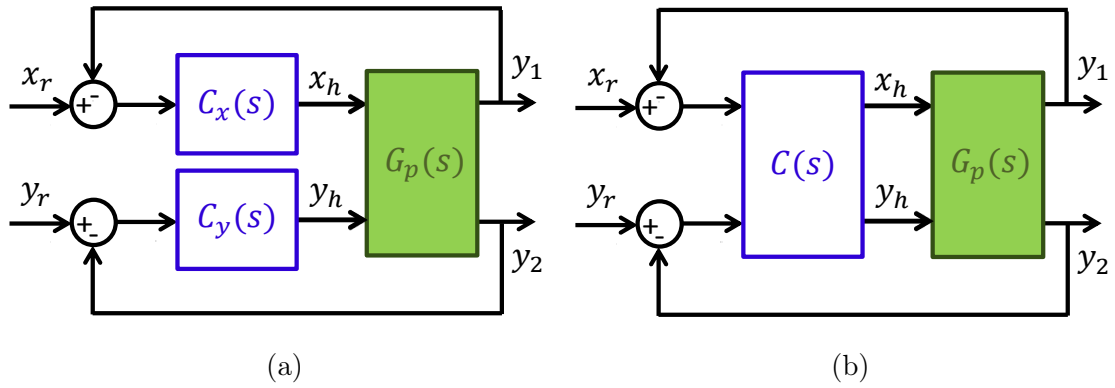 x_r
+
-
C_x(s)
x_h
G_p(s)
y_1
y_r
+
-
C_y(s)
y_h
y_2
(a)
x_r
+
-
C(s)
x_h
G_p(s)
y_1
y_r
+
-
y_h
y_2
(b)